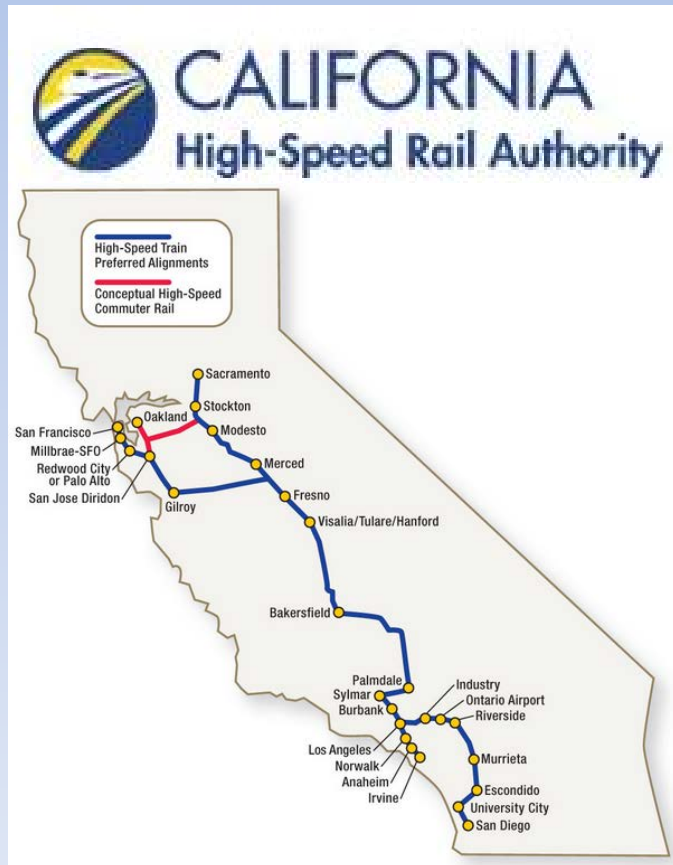 CALIFORNIA
High-Speed Rail Authority
High-Speed Train
Preferred Alignments
Conceptual High-Speed
Commuter Rail
Sacramento
Stockton
Oakland
San Francisco
Modesto
Millbrae-SFO
Redwood City
or Palo Alto
Merced
San Jose Diridon
Gilroy
Fresno
Visalia/Tulare/Hanford
Bakersfield
Palmdale
Industry
Sylmar
Ontario Airport
Burbank
Riverside
Los Angeles
Norwalk
Murrieta
Anaheim
Irvine
Escondido
University City
San Diego